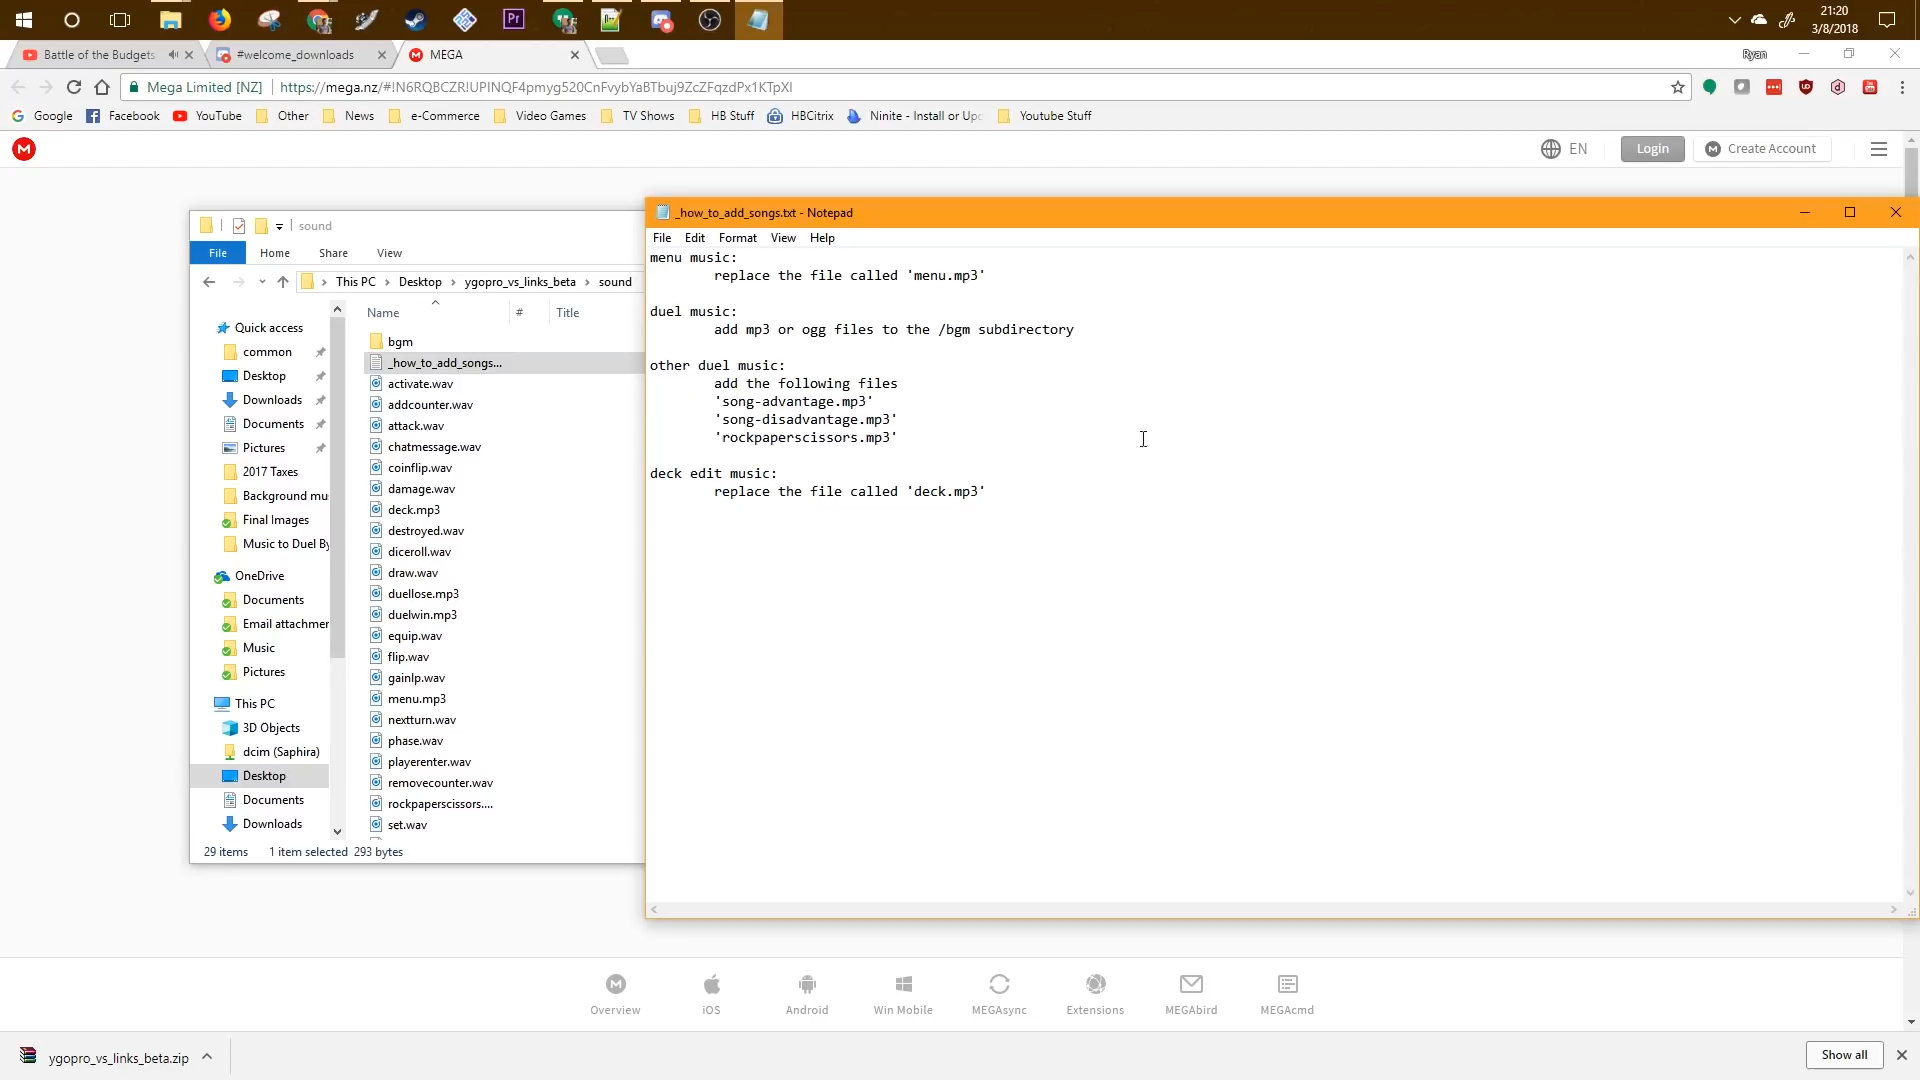 21:20
3/8/2018
Battle of the Budgets
#welcome_downloads
MEGA
Ryan
Mega Limited [NZ]
https://mega.nz/#!N6RQBCZR!UPINQF4pmyg520CnFvybYaBTbuj9ZcZFqzdPx1KTpXI
Google
Facebook
YouTube
Other
News
e-Commerce
Video Games
TV Shows
HB Stuff
HBCitrix
Ninite - Install or Up
Youtube Stuff
EN
Login
Create Account
sound
File
Home
Share
View
This PC
Desktop
ygopro_vs_links_beta
sound
Name
#
Title
Quick access
common
Desktop
Downloads
Documents
Pictures
2017 Taxes
Background mu
Final Images
Music to Duel By
OneDrive
Documents
Email attachmer
Music
Pictures
This PC
3D Objects
dcim (Saphira)
Desktop
Documents
Downloads
bgm
_how_to_add_songs...
activate.wav
addcounter.wav
attack.wav
chatmessage.wav
coinflip.wav
damage.wav
deck.mp3
destroyed.wav
diceroll.wav
draw.wav
duellose.mp3
duelwin.mp3
equip.wav
flip.wav
gainlp.wav
menu.mp3
nextturn.wav
phase.wav
playerenter.wav
removecounter.wav
rockpaperscissors....
set.wav
29 items
1 item selected 293 bytes
_how_to_add_songs.txt - Notepad
File
Edit
Format
View
Help
menu music:
replace the file called 'menu.mp3'
duel music:
add mp3 or ogg files to the /bgm subdirectory
other duel music:
add the following files
'song-advantage.mp3'
'song-disadvantage.mp3'
'rockpaperscissors.mp3'
deck edit music:
replace the file called 'deck.mp3'
Overview
iOS
Android
Win Mobile
MEGAsync
Extensions
MEGAbird
MEGAcmd
ygopro_vs_links_beta.zip
Show all